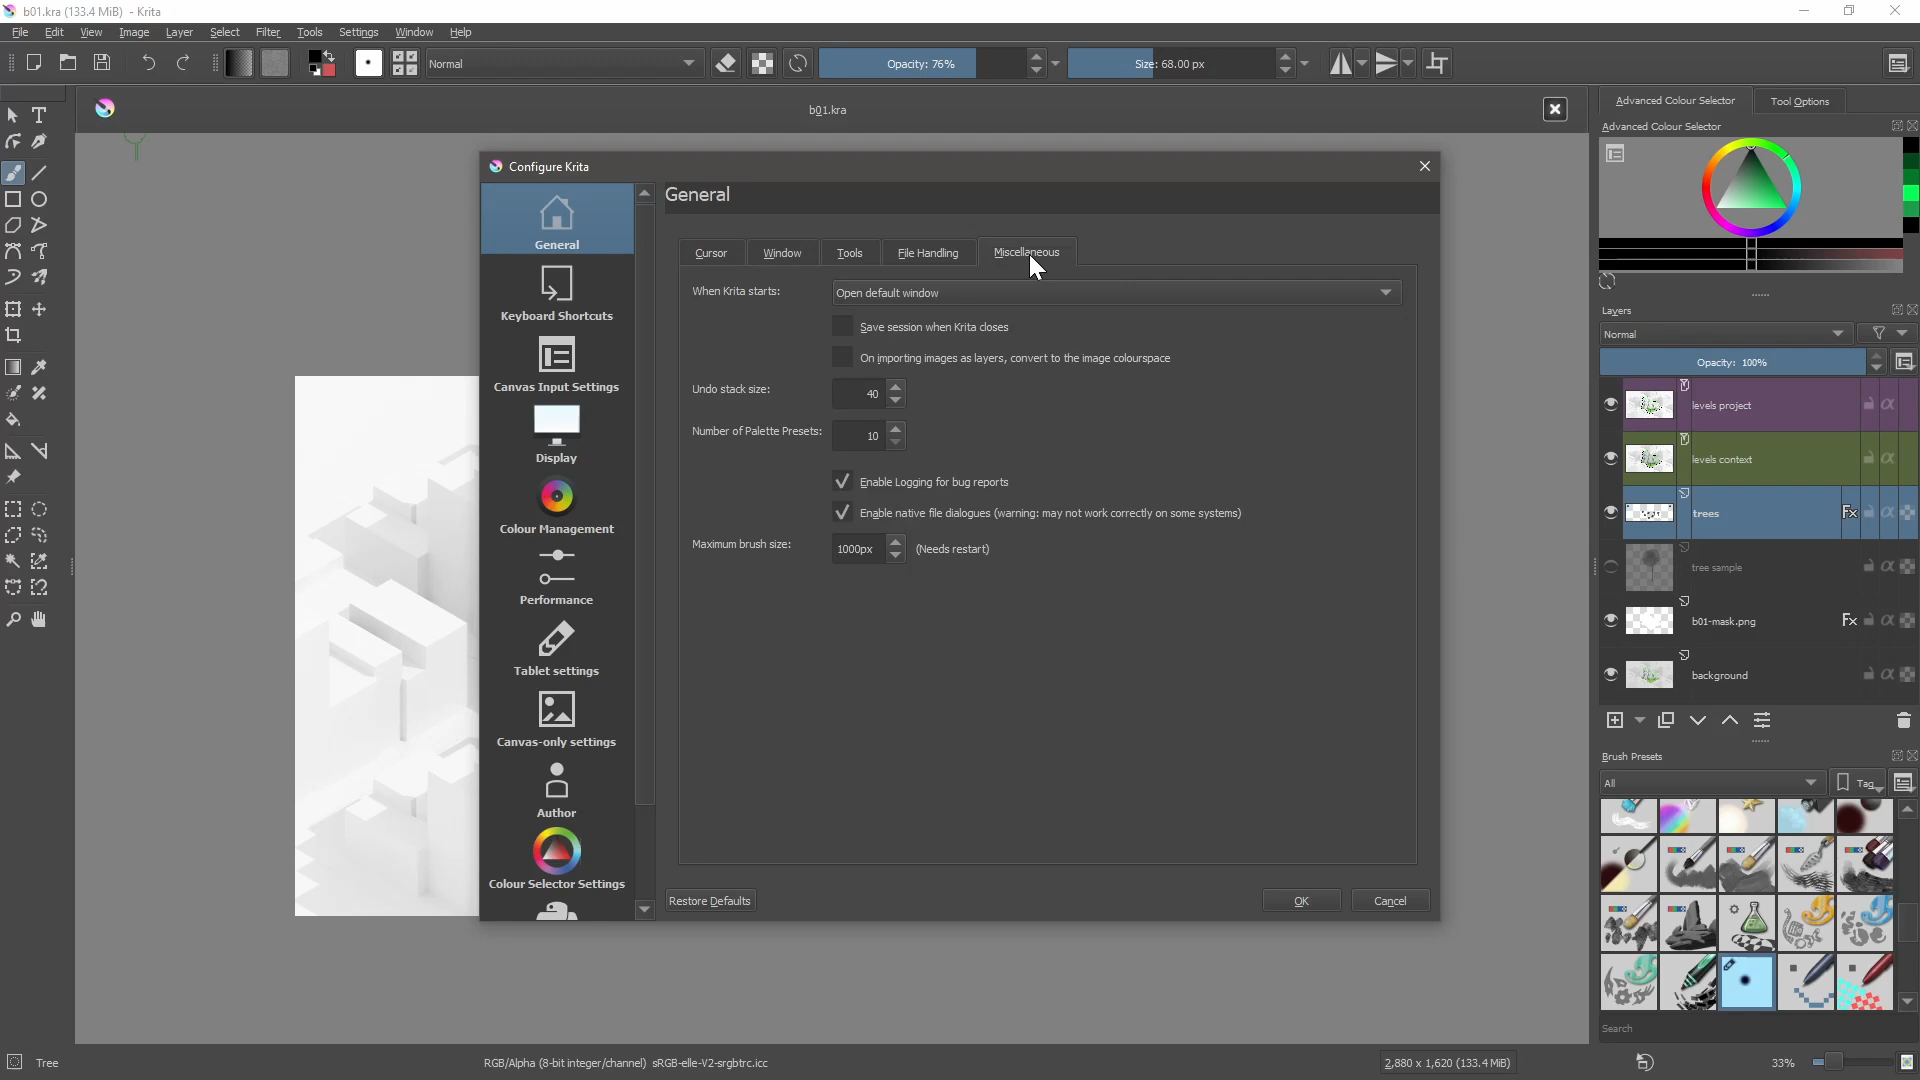 b01.kra (133.4 MiB)  - Krita
File Edit View Image Layer Select Filter Tools Settings Window Help
Normal
Opacity: 76%
Size: 68.00 px
b01.kra
Advanced Colour Selector
Tool Options
Advanced Colour Selector
Configure Krita
General
General
Keyboard Shortcuts
Canvas Input Settings
Display
Colour Management
Performance
Tablet settings
Canvas-only settings
Author
Colour Selector Settings
Cursor Window Tools File Handling Miscellaneous
When Krita starts: Open default window
Save session when Krita closes
On importing images as layers, convert to the image colourspace
Undo stack size: 40
Number of Palette Presets: 10
Enable Logging for bug reports
Enable native file dialogues (warning: may not work correctly on some systems)
Maximum brush size: 1000px (Needs restart)
Restore Defaults
OK
Cancel
Layers
Normal
Opacity: 100%
levels project
levels context
trees
Fx
tree sample
b01-mask.png
Fx
background
Brush Presets
All
Tag
Search
Tree
RGB/Alpha (8-bit integer/channel)  sRGB-elle-V2-srgbtrc.icc
2,880 x 1,620 (133.4 MiB)
33%